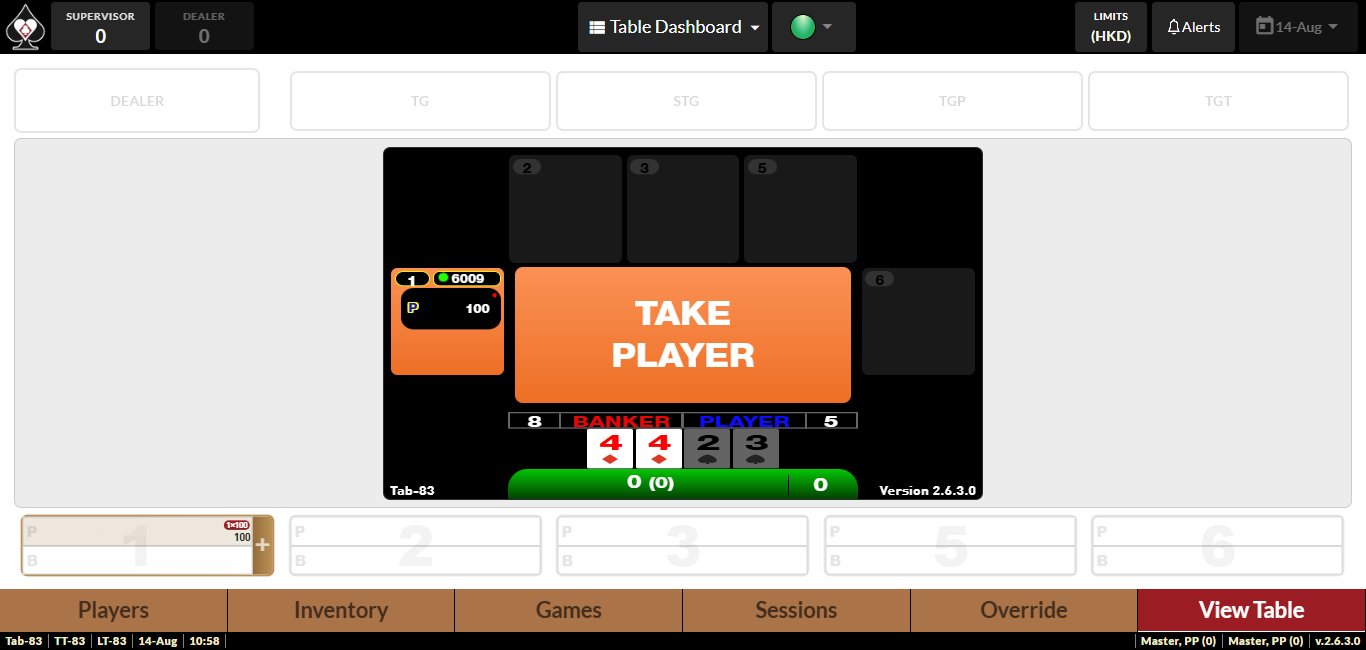 SUPERVISOR
0
DEALER
0
Table Dashboard
LIMITS
(HKD)
Alerts
14-Aug
DEALER
TG
STG
TGP
TGT
2
3
5
1
6009
P
100
6
TAKE
PLAYER
8
BANKER
PLAYER
5
4
4
2
3
0 (0)
0
Tab-83
Version 2.6.3.0
P
B
1
1×100
100
+
P
B
2
P
B
3
P
B
5
P
B
6
Players
Inventory
Games
Sessions
Override
View Table
Tab-83
TT-83
LT-83
14-Aug
10:58
Master, PP (0)
Master, PP (0)
v.2.6.3.0